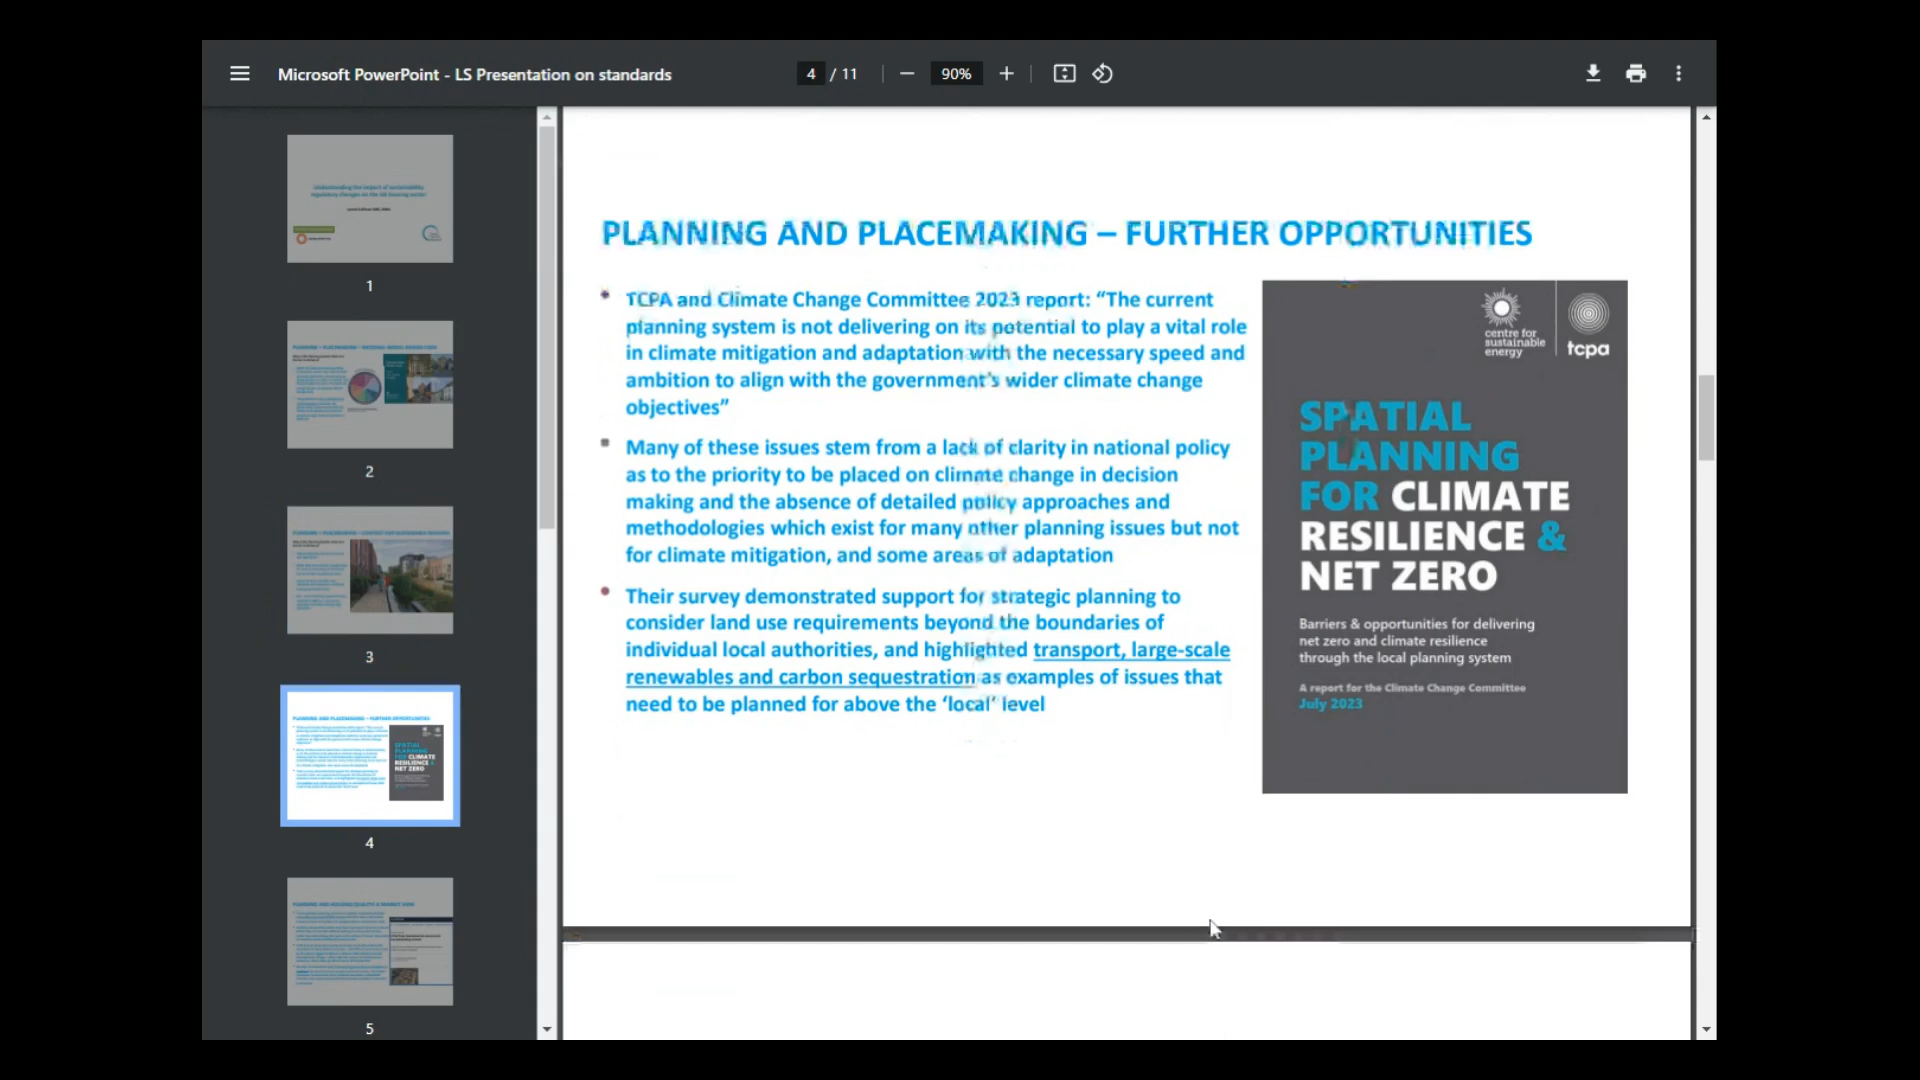 Microsoft PowerPoint - LS Presentation on standards
4 / 11
90%
1
2
3
4
5
PLANNING AND PLACEMAKING – FURTHER OPPORTUNITIES
TCPA and Climate Change Committee 2023 report: “The current
planning system is not delivering on its potential to play a vital role
in climate mitigation and adaptation with the necessary speed and
ambition to align with the government’s wider climate change
objectives”
Many of these issues stem from a lack of clarity in national policy
as to the priority to be placed on climate change in decision
making and the absence of detailed policy approaches and
methodologies which exist for many other planning issues but not
for climate mitigation, and some areas of adaptation
Their survey demonstrated support for strategic planning to
consider land use requirements beyond the boundaries of
individual local authorities, and highlighted transport, large-scale
renewables and carbon sequestration as examples of issues that
need to be planned for above the ‘local’ level
centre for
sustainable
energy
tcpa
SPATIAL
PLANNING
FOR CLIMATE
RESILIENCE &
NET ZERO
Barriers & opportunities for delivering
net zero and climate resilience
through the local planning system
A report for the Climate Change Committee
July 2023